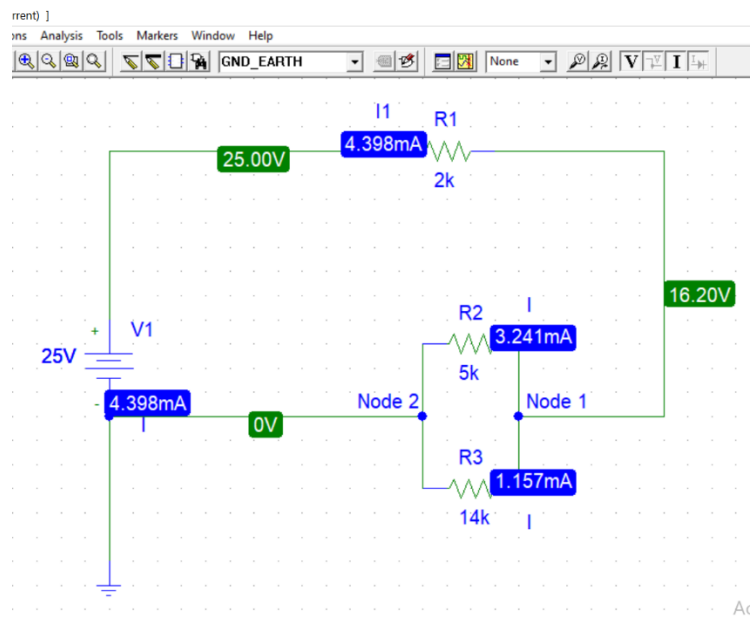 rrent) ]
ons Analysis Tools Markers Window Help
GND_EARTH None V I
I1
R1
4.398mA
25.00V
2k
16.20V
R2
I
+
V1
3.241mA
25V
5k
-
4.398mA
Node 2
Node 1
I
0V
R3
1.157mA
14k
I
Ac